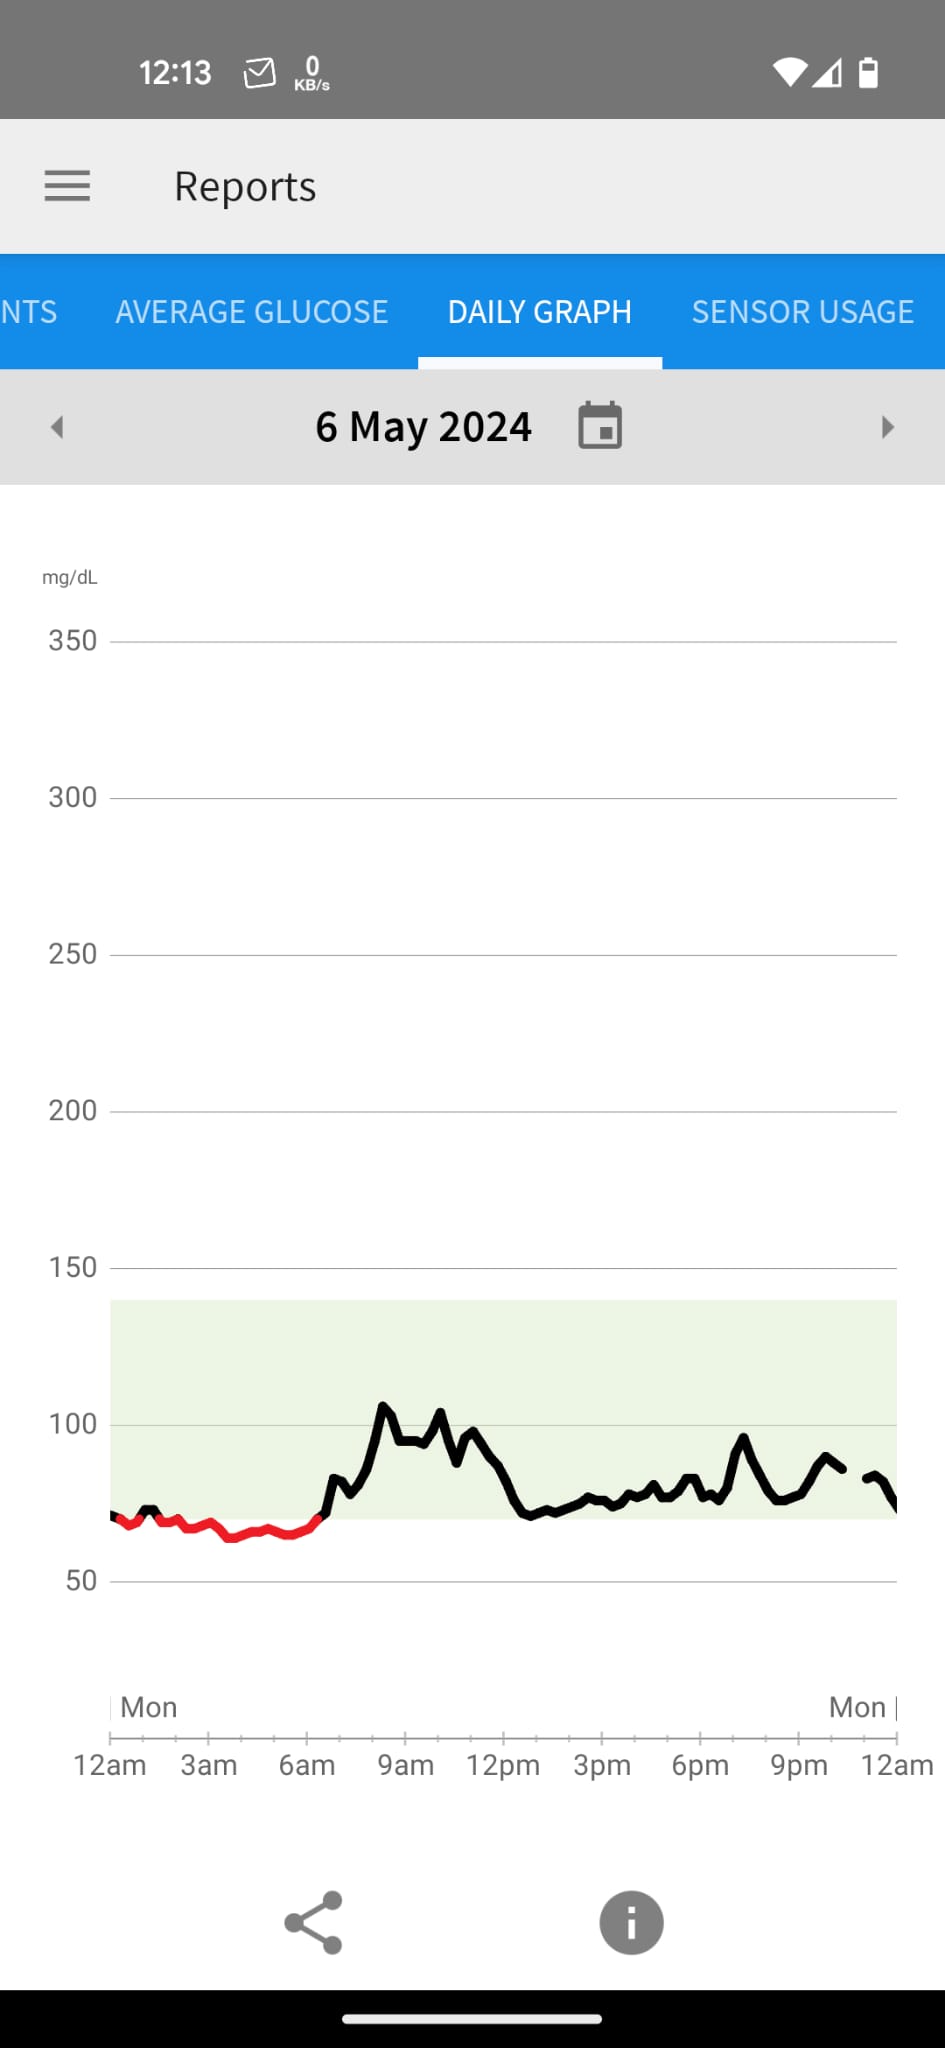 12:13
0
KB/s
Reports
NTS AVERAGE GLUCOSE DAILY GRAPH SENSOR USAGE
6 May 2024
mg/dL
350
300
250
200
150
100
50
Mon Mon
12am 3am 6am 9am 12pm 3pm 6pm 9pm 12am